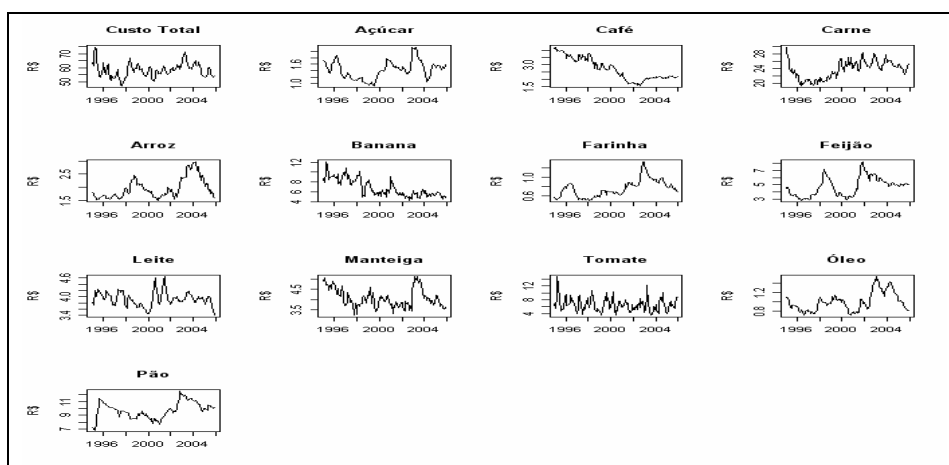 Custo Total
R$
50 60 70
1996 2000 2004
Açúcar
R$
1.0 1.6
1996 2000 2004
Café
R$
1.5 3.0
1996 2000 2004
Carne
R$
20 24 28
1996 2000 2004
Arroz
R$
1.5 2.5
1996 2000 2004
Banana
R$
4 6 8 12
1996 2000 2004
Farinha
R$
0.6 1.0
1996 2000 2004
Feijão
R$
3 5 7
1996 2000 2004
Leite
R$
3.4 4.0 4.6
1996 2000 2004
Manteiga
R$
3.5 4.5
1996 2000 2004
Tomate
R$
4 8 12
1996 2000 2004
Óleo
R$
0.8 1.2
1996 2000 2004
Pão
R$
7 9 11
1996 2000 2004